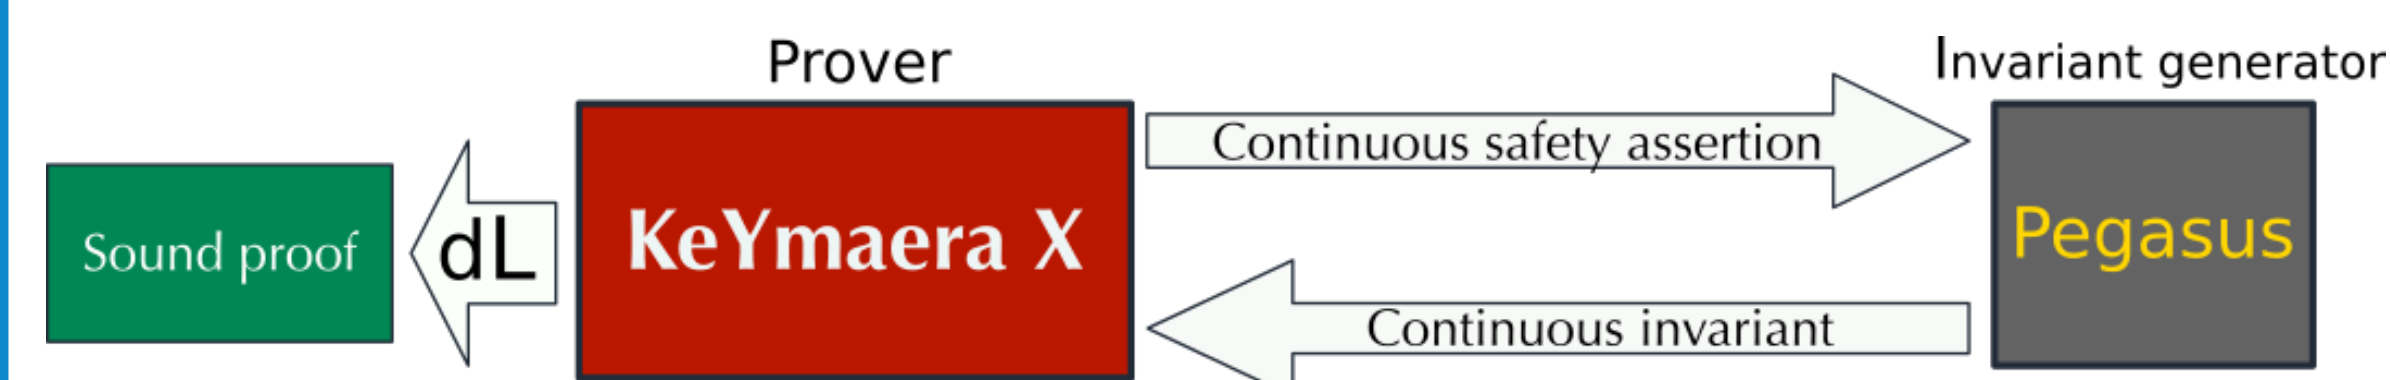 Prover
Invariant generator
Continuous safety assertion
Sound proof
dL
KeYmaera X
Pegasus
Continuous invariant